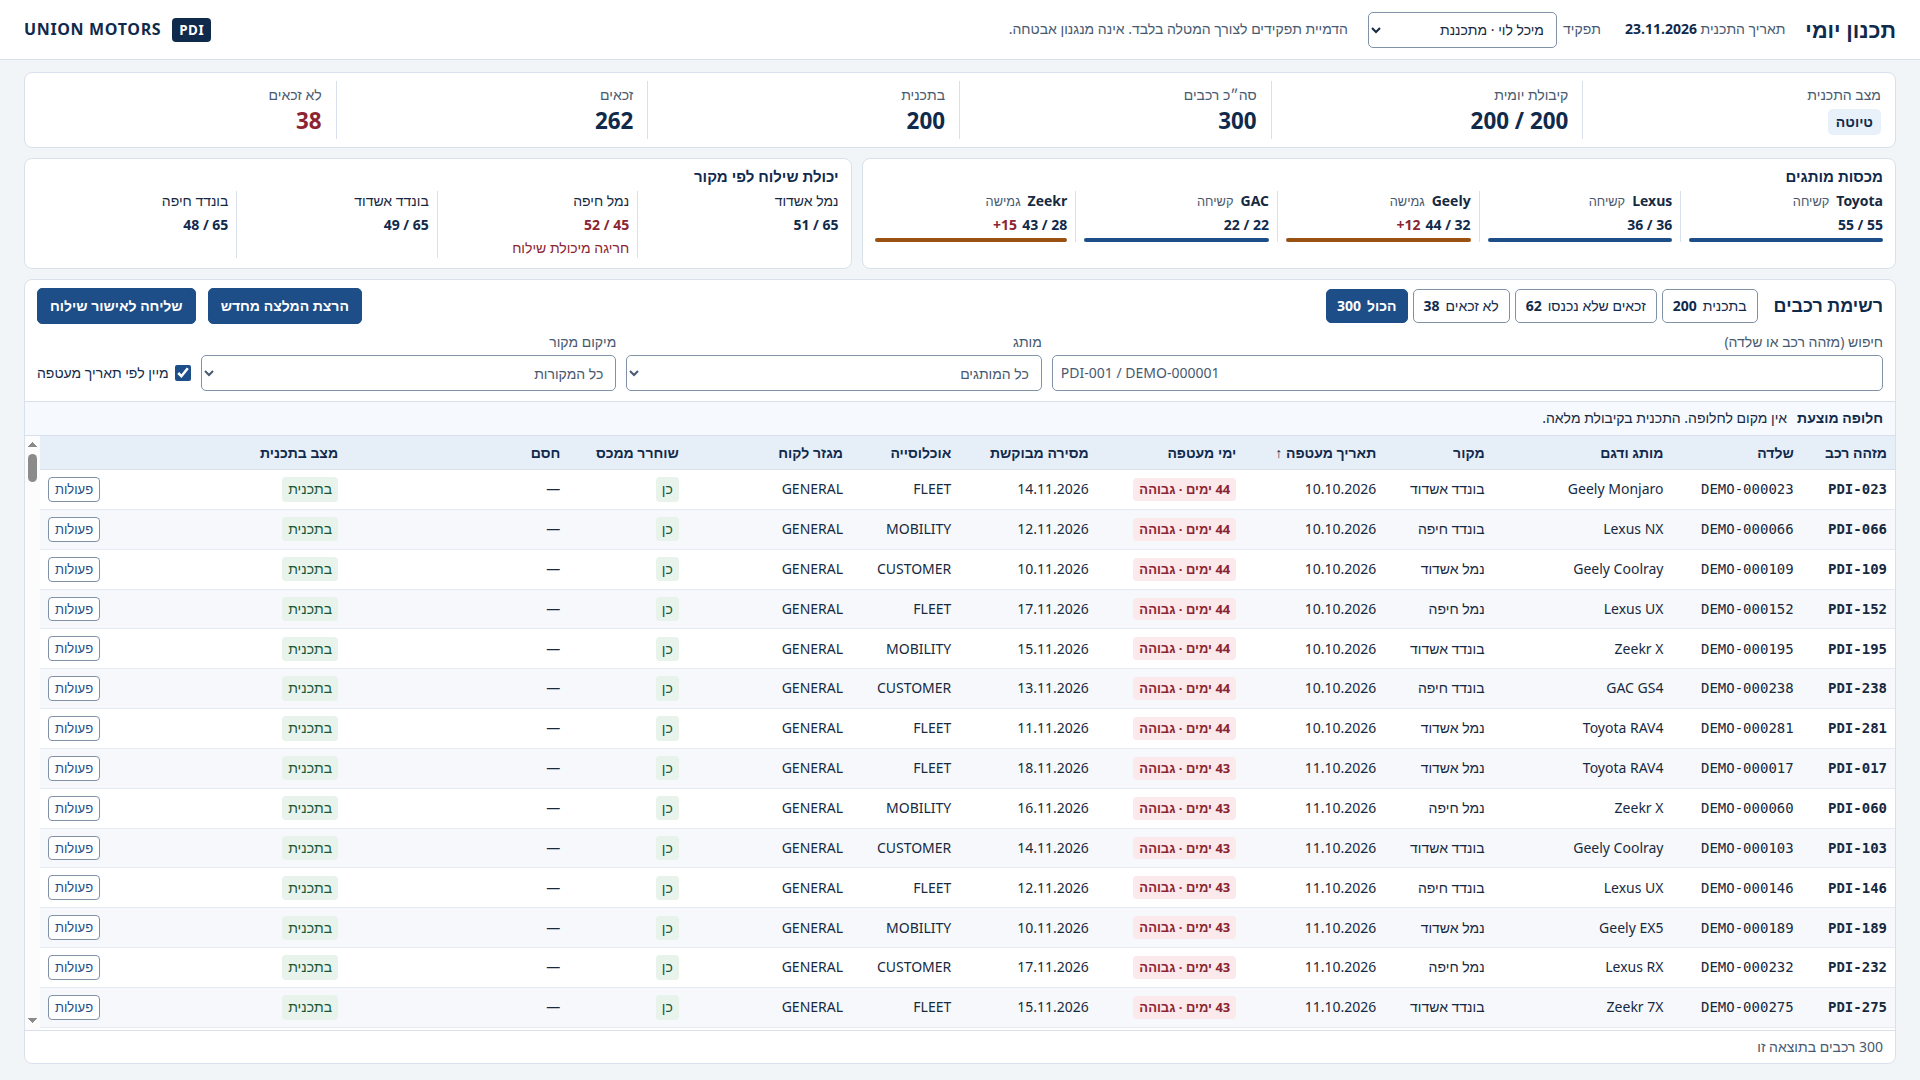 תכנון יומי תאריך התכנית 23.11.2026 תפקיד מיכל לוי · מתכננת הדמיית תפקידים לצורך המטלה בלבד. אינה מנגנון אבטחה. PDI UNION MOTORS
מצב התכנית קיבולת יומית סה״כ רכבים בתכנית זכאים לא זכאים
טיוטה 200 / 200 300 200 262 38
מכסות מותגים
Toyota קשיחה Lexus קשיחה Geely גמישה GAC קשיחה Zeekr גמישה
55 / 55 36 / 36 44 / 32 +12 22 / 22 43 / 28 +15
יכולת שילוח לפי מקור
נמל אשדוד נמל חיפה בונדד אשדוד בונדד חיפה
51 / 65 52 / 45 49 / 65 48 / 65
חריגה מיכולת שילוח
רשימת רכבים בתכנית 200 זכאים שלא נכנסו 62 לא זכאים 38 הכול 300 הרצת המלצה מחדש שליחה לאישור שילוח
חיפוש (מזהה רכב או שלדה) מותג מיקום מקור
PDI-001 / DEMO-000001 כל המותגים כל המקורות מיין לפי תאריך מעטפה
חלופה מוצעת אין מקום לחלופה. התכנית בקיבולת מלאה.
מזהה רכב שלדה מותג ודגם מקור תאריך מעטפה ↑ ימי מעטפה מסירה מבוקשת אוכלוסייה מגזר לקוח שוחרר ממכס חסם מצב בתכנית
PDI-023 DEMO-000023 Geely Monjaro בונדד אשדוד 10.10.2026 44 ימים · גבוהה 14.11.2026 FLEET GENERAL כן — בתכנית פעולות
PDI-066 DEMO-000066 Lexus NX בונדד חיפה 10.10.2026 44 ימים · גבוהה 12.11.2026 MOBILITY GENERAL כן — בתכנית פעולות
PDI-109 DEMO-000109 Geely Coolray נמל אשדוד 10.10.2026 44 ימים · גבוהה 10.11.2026 CUSTOMER GENERAL כן — בתכנית פעולות
PDI-152 DEMO-000152 Lexus UX נמל חיפה 10.10.2026 44 ימים · גבוהה 17.11.2026 FLEET GENERAL כן — בתכנית פעולות
PDI-195 DEMO-000195 Zeekr X בונדד אשדוד 10.10.2026 44 ימים · גבוהה 15.11.2026 MOBILITY GENERAL כן — בתכנית פעולות
PDI-238 DEMO-000238 GAC GS4 בונדד חיפה 10.10.2026 44 ימים · גבוהה 13.11.2026 CUSTOMER GENERAL כן — בתכנית פעולות
PDI-281 DEMO-000281 Toyota RAV4 נמל אשדוד 10.10.2026 44 ימים · גבוהה 11.11.2026 FLEET GENERAL כן — בתכנית פעולות
PDI-017 DEMO-000017 Toyota RAV4 נמל אשדוד 11.10.2026 43 ימים · גבוהה 18.11.2026 FLEET GENERAL כן — בתכנית פעולות
PDI-060 DEMO-000060 Zeekr X נמל חיפה 11.10.2026 43 ימים · גבוהה 16.11.2026 MOBILITY GENERAL כן — בתכנית פעולות
PDI-103 DEMO-000103 Geely Coolray בונדד אשדוד 11.10.2026 43 ימים · גבוהה 14.11.2026 CUSTOMER GENERAL כן — בתכנית פעולות
PDI-146 DEMO-000146 Lexus UX בונדד חיפה 11.10.2026 43 ימים · גבוהה 12.11.2026 FLEET GENERAL כן — בתכנית פעולות
PDI-189 DEMO-000189 Geely EX5 נמל אשדוד 11.10.2026 43 ימים · גבוהה 10.11.2026 MOBILITY GENERAL כן — בתכנית פעולות
PDI-232 DEMO-000232 Lexus RX נמל חיפה 11.10.2026 43 ימים · גבוהה 17.11.2026 CUSTOMER GENERAL כן — בתכנית פעולות
PDI-275 DEMO-000275 Zeekr 7X בונדד אשדוד 11.10.2026 43 ימים · גבוהה 15.11.2026 FLEET GENERAL כן — בתכנית פעולות
300 רכבים בתוצאה זו